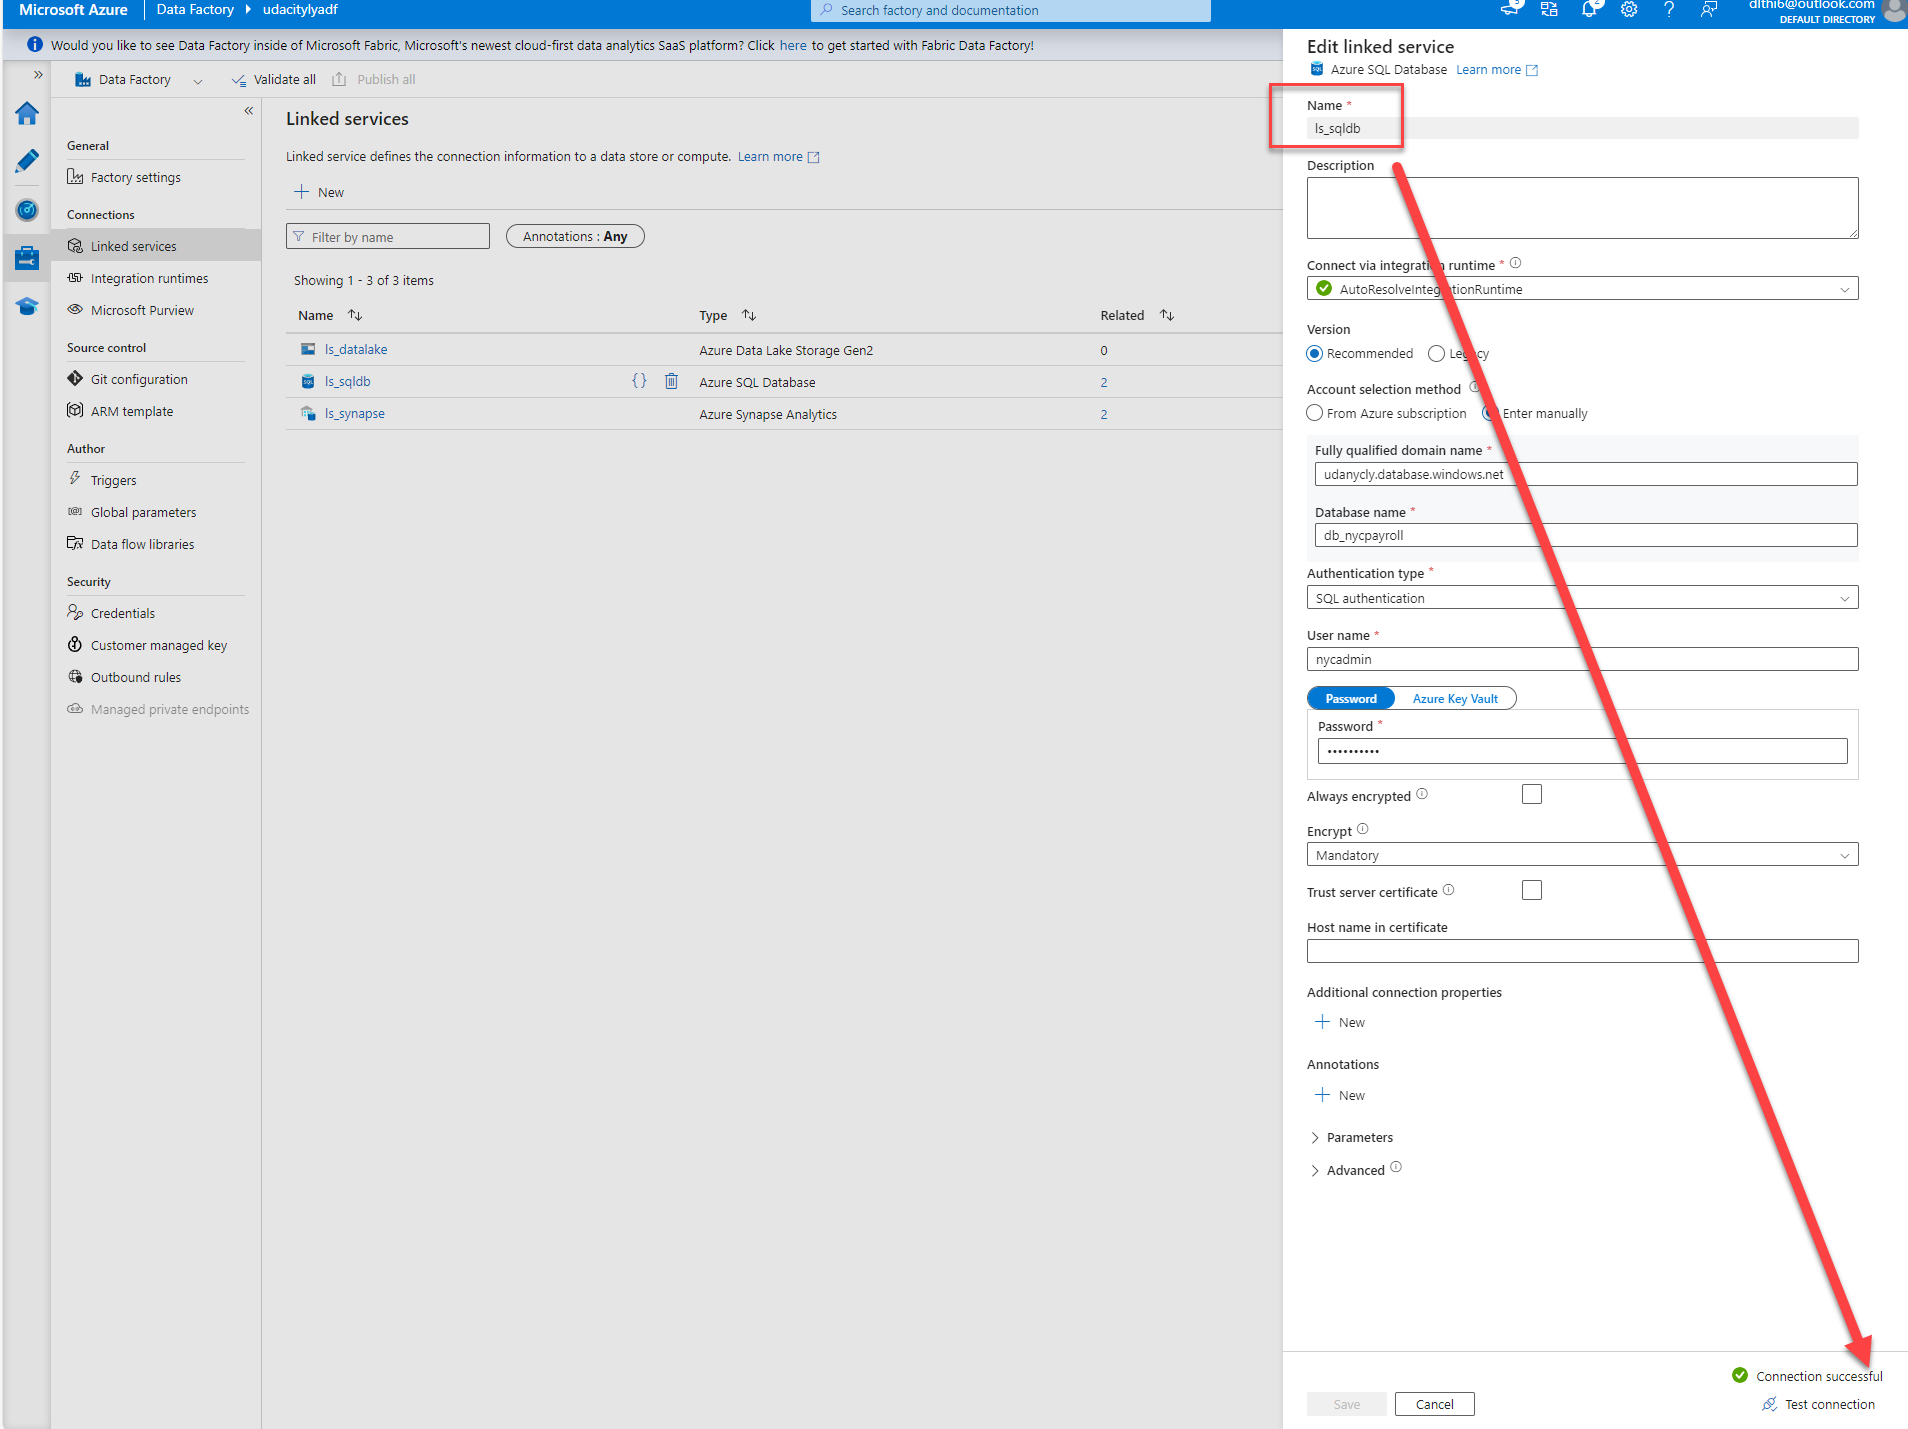 Microsoft Azure
Data Factory
udacitylyadf
Search factory and documentation
dlthi6@outlook.com
DEFAULT DIRECTORY
Would you like to see Data Factory inside of Microsoft Fabric, Microsoft's newest cloud-first data analytics SaaS platform? Click here to get started with Fabric Data Factory!
Data Factory
Validate all
Publish all
General
Factory settings
Connections
Linked services
Integration runtimes
Microsoft Purview
Source control
Git configuration
ARM template
Author
Triggers
Global parameters
Data flow libraries
Security
Credentials
Customer managed key
Outbound rules
Managed private endpoints
Linked services
Linked service defines the connection information to a data store or compute. Learn more
New
Filter by name
Annotations : Any
Showing 1 - 3 of 3 items
Name Type Related
ls_datalake Azure Data Lake Storage Gen2 0
ls_sqldb {} Azure SQL Database 2
ls_synapse Azure Synapse Analytics 2
Edit linked service
Azure SQL Database Learn more
Name *
ls_sqldb
Description
Connect via integration runtime *
AutoResolveIntegrationRuntime
Version
Recommended Legacy
Account selection method
From Azure subscription Enter manually
Fully qualified domain name *
udanycly.database.windows.net
Database name *
db_nycpayroll
Authentication type *
SQL authentication
User name *
nycadmin
Password Azure Key Vault
Password *
••••••••••
Always encrypted
Encrypt
Mandatory
Trust server certificate
Host name in certificate
Additional connection properties
New
Annotations
New
Parameters
Advanced
Connection successful
Save Cancel Test connection